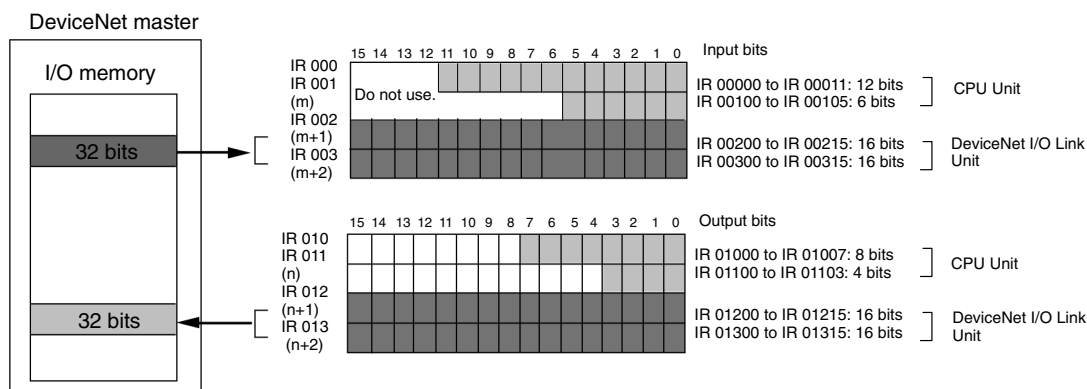 DeviceNet master
I/O memory
32 bits
32 bits
15 14 13 12 11 10 9 8 7 6 5 4 3 2 1 0
Input bits
IR 000
IR 001
(m)
IR 002
(m+1)
IR 003
(m+2)
Do not use.
IR 00000 to IR 00011: 12 bits
IR 00100 to IR 00105: 6 bits
CPU Unit
IR 00200 to IR 00215: 16 bits
IR 00300 to IR 00315: 16 bits
DeviceNet I/O Link
Unit
15 14 13 12 11 10 9 8 7 6 5 4 3 2 1 0
Output bits
IR 010
IR 011
(n)
IR 012
(n+1)
IR 013
(n+2)
IR 01000 to IR 01007: 8 bits
IR 01100 to IR 01103: 4 bits
CPU Unit
IR 01200 to IR 01215: 16 bits
IR 01300 to IR 01315: 16 bits
DeviceNet I/O Link
Unit